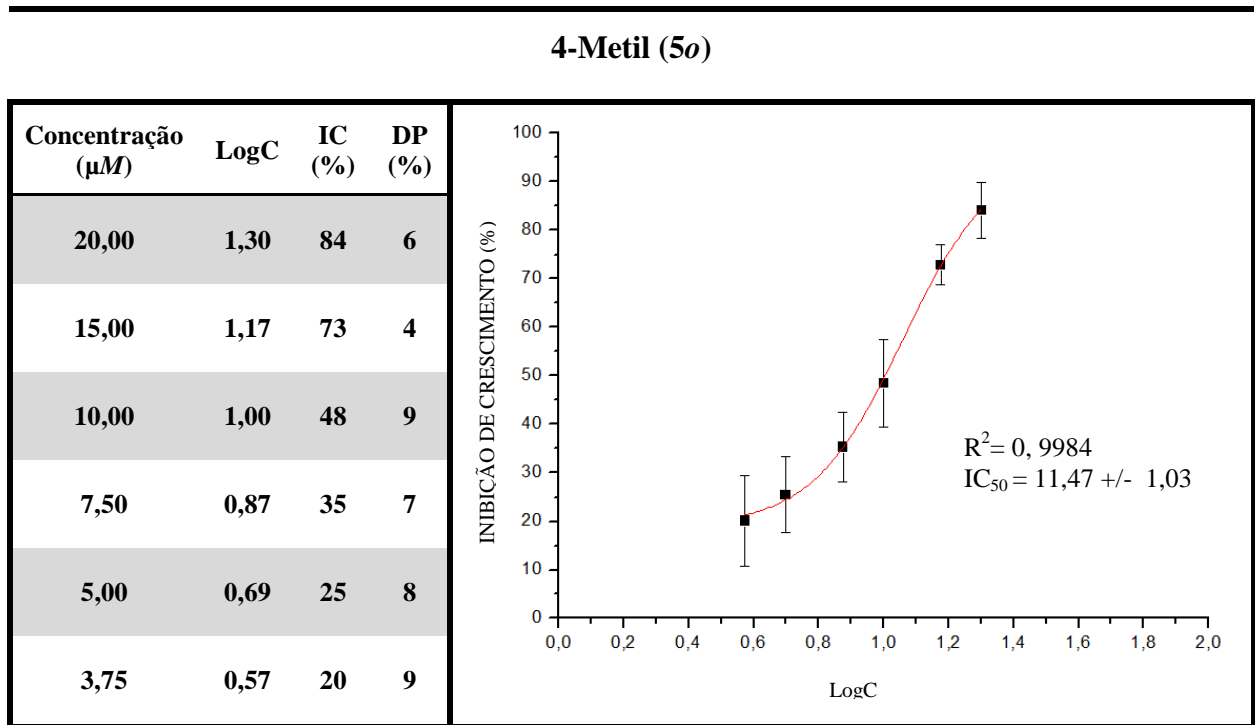 4-Metil (5o)
Concentração (µM) LogC IC (%) DP (%)
20,00 1,30 84 6
15,00 1,17 73 4
10,00 1,00 48 9
7,50 0,87 35 7
5,00 0,69 25 8
3,75 0,57 20 9
INIBIÇÃO DE CRESCIMENTO (%)
100
90
80
70
60
50
40
30
20
10
0
R²= 0, 9984
IC₅₀ = 11,47 +/- 1,03
0,0 0,2 0,4 0,6 0,8 1,0 1,2 1,4 1,6 1,8 2,0
LogC